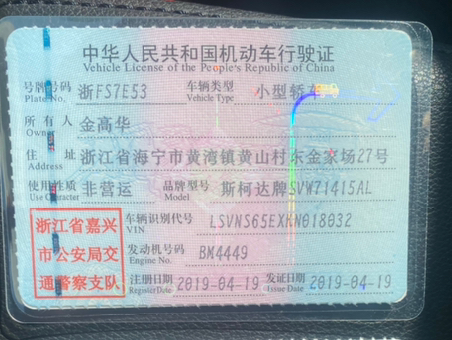 中华人民共和国机动车行驶证
Vehicle License of the People's Republic of China
号牌号码 浙FS7E53 车辆类型 小型轿车
Plate No. Vehicle Type
所有人 金高华
Owner
住址 浙江省海宁市黄湾镇黄山村东金家场27号
Address
使用性质 非营运 品牌型号 斯柯达牌SVW71415AL
Use Character Model
浙江省嘉兴
市公安局交
通警察支队
车辆识别代号 LSVNS65EXKN018032
VIN
发动机号码 BM4449
Engine No.
注册日期 2019-04-19 发证日期 2019-04-19
Register Date Issue Date